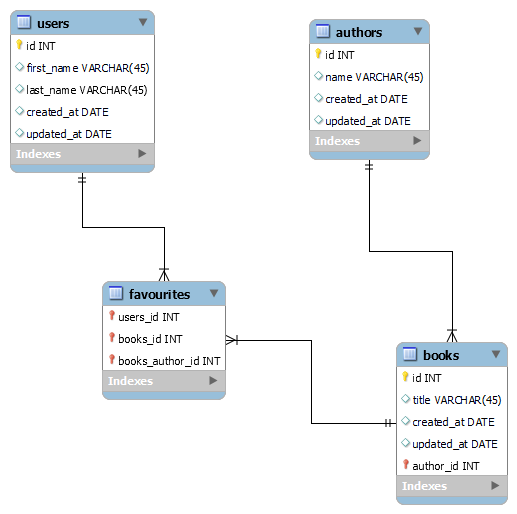 users
id INT
first_name VARCHAR(45)
last_name VARCHAR(45)
created_at DATE
updated_at DATE
Indexes
authors
id INT
name VARCHAR(45)
created_at DATE
updated_at DATE
Indexes
favourites
users_id INT
books_id INT
books_author_id INT
Indexes
books
id INT
title VARCHAR(45)
created_at DATE
updated_at DATE
author_id INT
Indexes